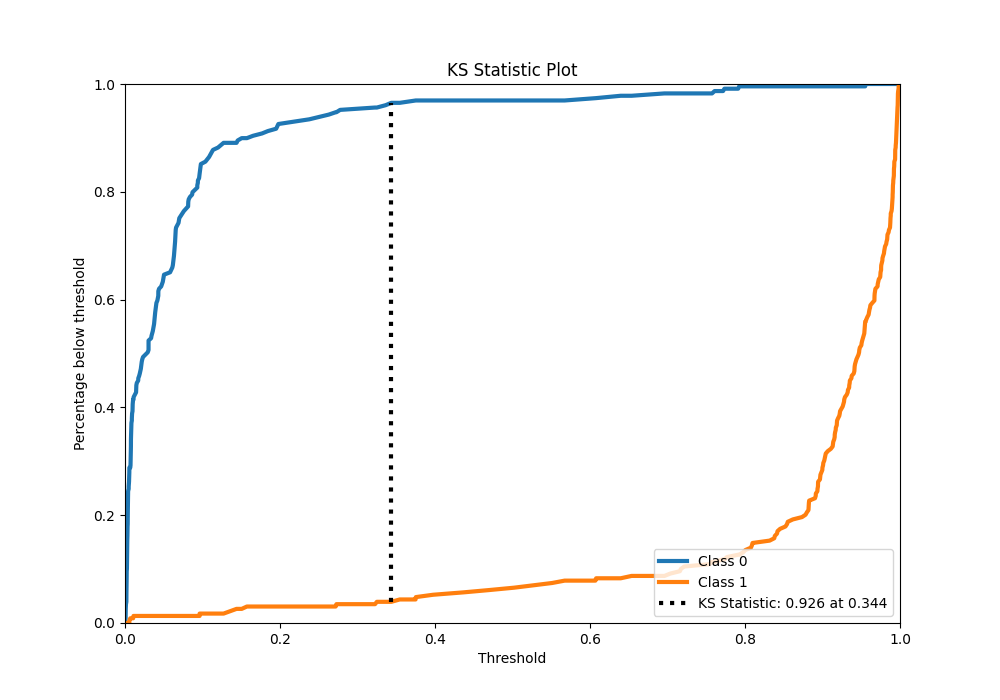 KS Statistic Plot
Percentage below threshold
1.0
0.8
0.6
0.4
0.2
0.0
0.0 0.2 0.4 0.6 0.8 1.0
Threshold
Class 0
Class 1
KS Statistic: 0.926 at 0.344